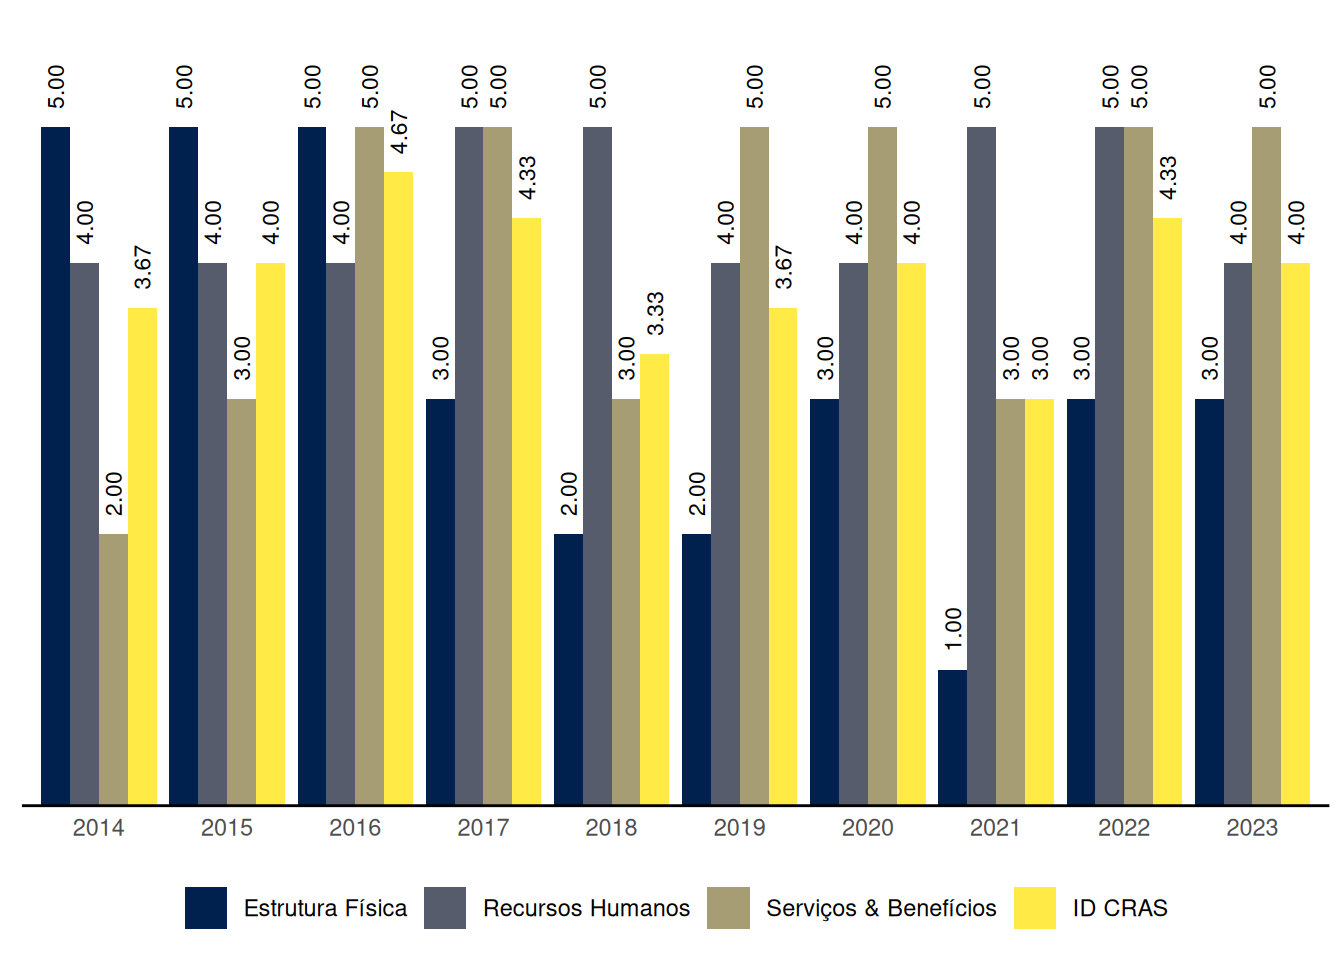 5.00 4.00 2.00 3.67 5.00 4.00 3.00 4.00 5.00 4.00 5.00 4.67 3.00 5.00 5.00 4.33 2.00 5.00 3.00 3.33 2.00 4.00 5.00 3.67 3.00 4.00 5.00 4.00 1.00 5.00 3.00 3.00 3.00 5.00 5.00 4.33 3.00 4.00 5.00 4.00
2014 2015 2016 2017 2018 2019 2020 2021 2022 2023
Estrutura Física Recursos Humanos Serviços & Benefícios ID CRAS